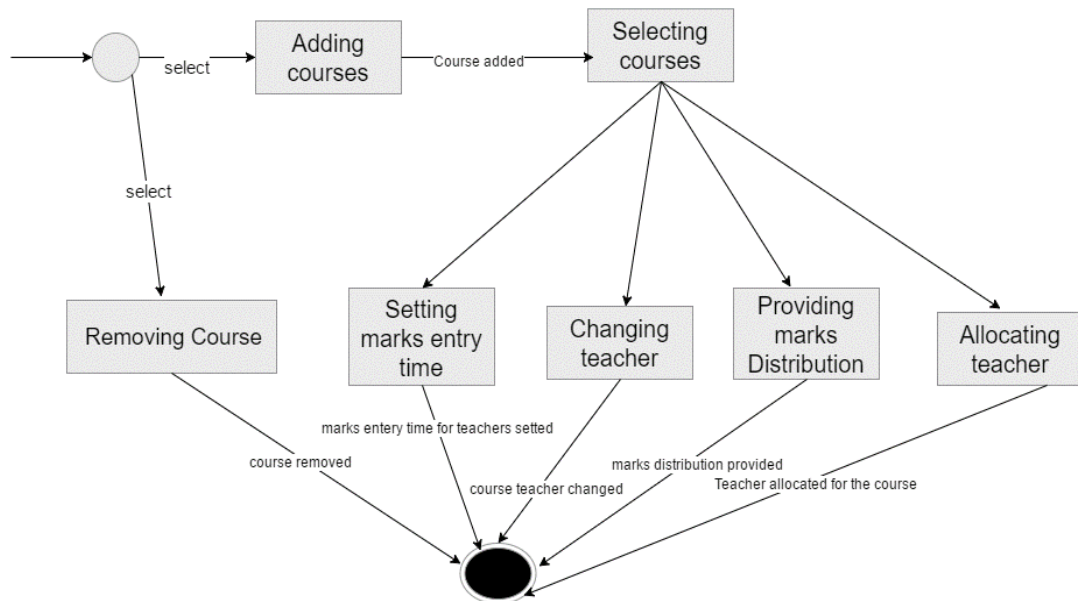 Adding
courses
Selecting
courses
select
Course added
select
Removing Course
Setting
marks entry
time
Changing
teacher
Providing
marks
Distribution
Allocating
teacher
marks entery time for teachers setted
course removed
course teacher changed
marks distribution provided
Teacher allocated for the course